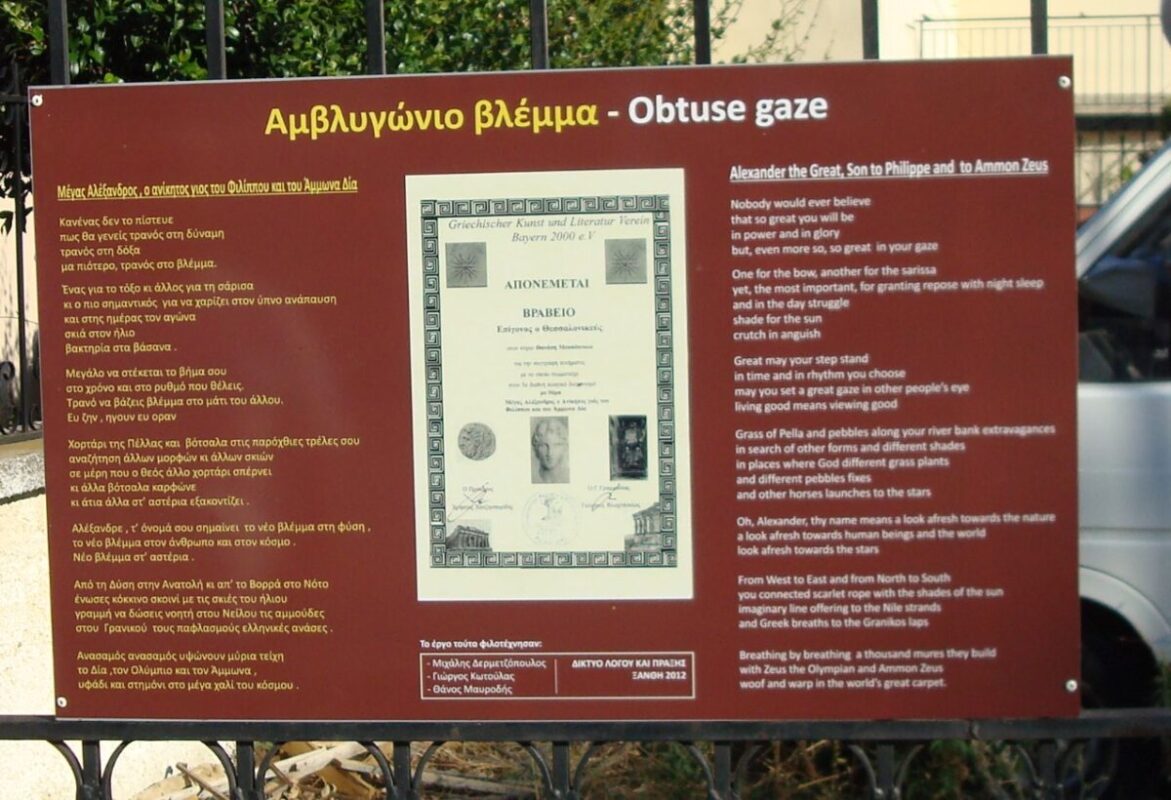 Αμβλυγώνιο βλέμμα - Obtuse gaze
Μέγας Αλέξανδρος , ο ανίκητος γιος του Φιλίππου και του Άμμωνα Δία
Κανένας δεν το πίστευε
πως θα γενείς τρανός στη δύναμη
τρανός στη δόξα
μα πιότερο, τρανός στο βλέμμα.
Ένας για το τόξο κι άλλος για τη σάρισα
κι ο πιο σημαντικός για να χαρίζει στον ύπνο ανάπαυση
και στης ημέρας τον αγώνα
σκιά στον ήλιο
βακτηρία στα βάσανα .
Μεγάλο να στέκεται το βήμα σου
στο χρόνο και στο ρυθμό που θέλεις.
Τρανό να βάζεις βλέμμα στο μάτι του άλλου.
Ευ ζην , ηγουν ευ οραν
Χορτάρι της Πέλλας και βότσαλα στις παρόχθιες τρέλες σου
αναζήτηση άλλων μορφών κι άλλων σκιών
σε μέρη που ο θεός άλλο χορτάρι σπέρνει
κι άλλα βότσαλα καρφώνε
κι άτια άλλα στ' αστέρια εξακοντίζει .
Αλέξανδρε , τ' όνομά σου σημαίνει το νέο βλέμμα στη φύση ,
το νέο βλέμμα στον άνθρωπο και στον κόσμο .
Νέο βλέμμα στ' αστέρια .
Από τη Δύση στην Ανατολή κι απ' το Βορρά στο Νότο
ένωσες κόκκινο σκοινί με τις σκιές του ήλιου
γραμμή να δώσεις νοητή στου Νείλου τις αμμούδες
στου Γρανικού τους παφλασμούς ελληνικές ανάσες .
Ανασαμός ανασαμός υψώνουν μύρια τείχη
το Δία ,τον Ολύμπιο και τον Άμμωνα ,
υφάδι και στημόνι στο μέγα χαλί του κόσμου .
Griechischer Kunst und Literatur Verein
Bayern 2000 e.V
ΑΠΟΝΕΜΕΤΑΙ
ΒΡΑΒΕΙΟ
Επίγονος ο Θεσσαλονικεύς
Μέγας Αλέξανδρος ο Ανίκητος γιός του
Φιλίππου και του Άμμωνα Δία
Το έργο τούτο φιλοτέχνησαν:
- Μιχάλης Δερμετζόπουλος
- Γιώργος Κωτούλας
- Θάνος Μαυροδής
ΔΙΚΤΥΟ ΛΟΓΟΥ ΚΑΙ ΠΡΑΞΗΣ
ΞΑΝΘΗ 2012
Alexander the Great, Son to Philippe and to Ammon Zeus
Nobody would ever believe
that so great you will be
in power and in glory
but, even more so, so great in your gaze
One for the bow, another for the sarissa
yet, the most important, for granting repose with night sleep
and in the day struggle
shade for the sun
crutch in anguish
Great may your step stand
in time and in rhythm you choose
may you set a great gaze in other people's eye
living good means viewing good
Grass of Pella and pebbles along your river bank extravagances
in search of other forms and different shades
in places where God different grass plants
and different pebbles fixes
and other horses launches to the stars
Oh, Alexander, thy name means a look afresh towards the nature
a look afresh towards human beings and the world
look afresh towards the stars
From West to East and from North to South
you connected scarlet rope with the shades of the sun
imaginary line offering to the Nile strands
and Greek breaths to the Granikos laps
Breathing by breathing a thousand mures they build
with Zeus the Olympian and Ammon Zeus
woof and warp in the world's great carpet.